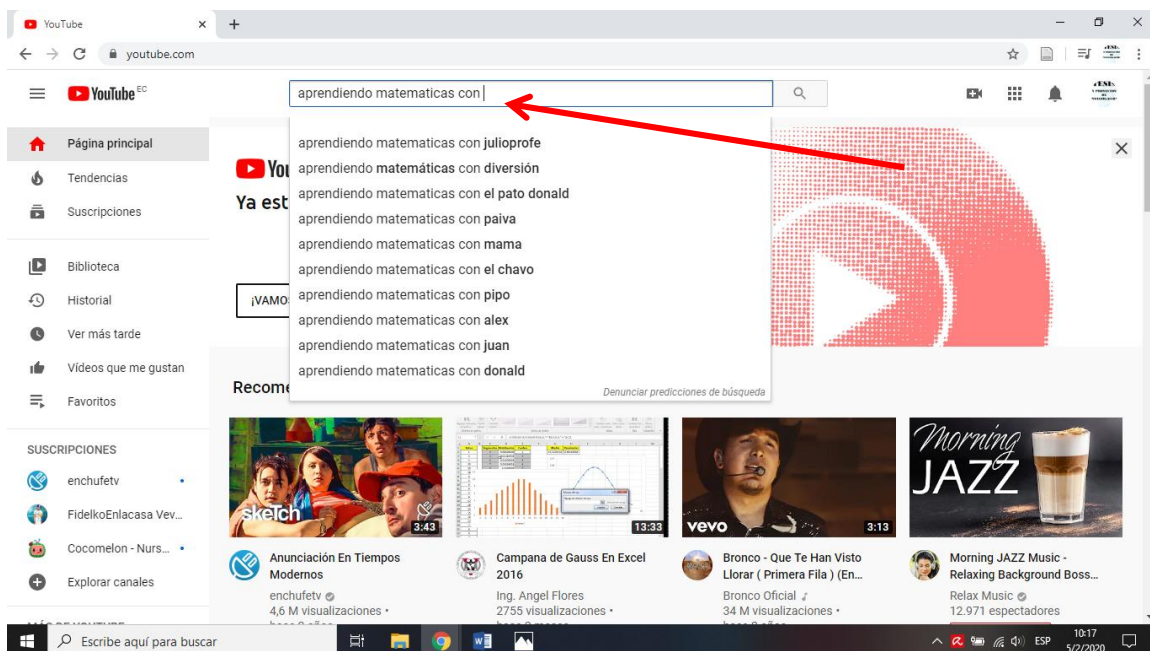 YouTube
youtube.com
YouTube EC
aprendiendo matematicas con
aprendiendo matematicas con julioprofe
aprendiendo matemáticas con diversión
aprendiendo matematicas con el pato donald
aprendiendo matematicas con paiva
aprendiendo matematicas con mama
aprendiendo matematicas con el chavo
aprendiendo matematicas con pipo
aprendiendo matematicas con alex
aprendiendo matematicas con juan
aprendiendo matematicas con donald
Denunciar predicciones de búsqueda
Página principal
Tendencias
Suscripciones
Biblioteca
Historial
Ver más tarde
Vídeos que me gustan
Favoritos
SUSCRIPCIONES
enchufetv
FidelkoEnlacasa Vev...
Cocomelon - Nurs...
Explorar canales
Ya est
¡VAMO
Recome
sketch
3:43
13:33
vevo
3:13
Morning
JAZZ
Anunciación En Tiempos
Modernos
enchufetv
4,6 M visualizaciones •
Campana de Gauss En Excel
2016
Ing. Angel Flores
2755 visualizaciones •
Bronco - Que Te Han Visto
Llorar ( Primera Fila ) (En...
Bronco Oficial
34 M visualizaciones •
Morning JAZZ Music -
Relaxing Background Boss...
Relax Music
12.971 espectadores
Escribe aquí para buscar
ESP
10:17
5/2/2020